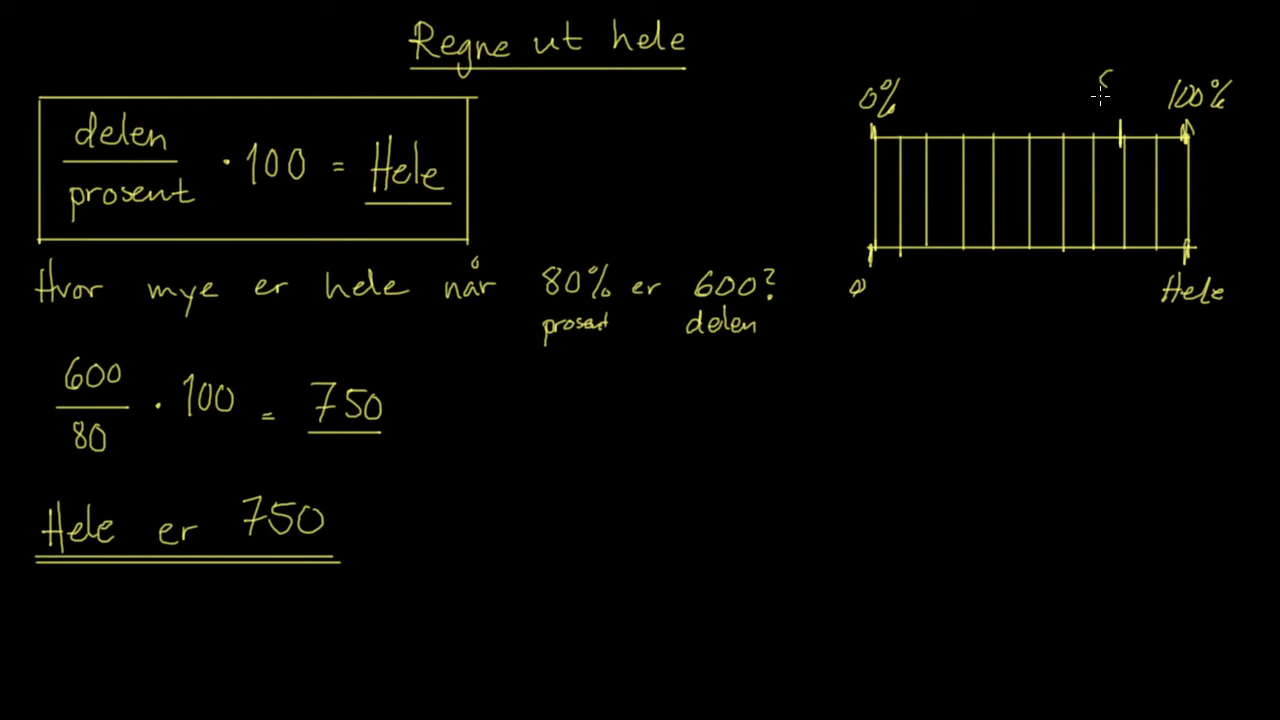 Regne ut hele
delen
prosent
· 100 = Hele
0% 100%
0 Hele
Hvor mye er hele når 80% er 600?
prosent delen
600
80
· 100 = 750
Hele er 750